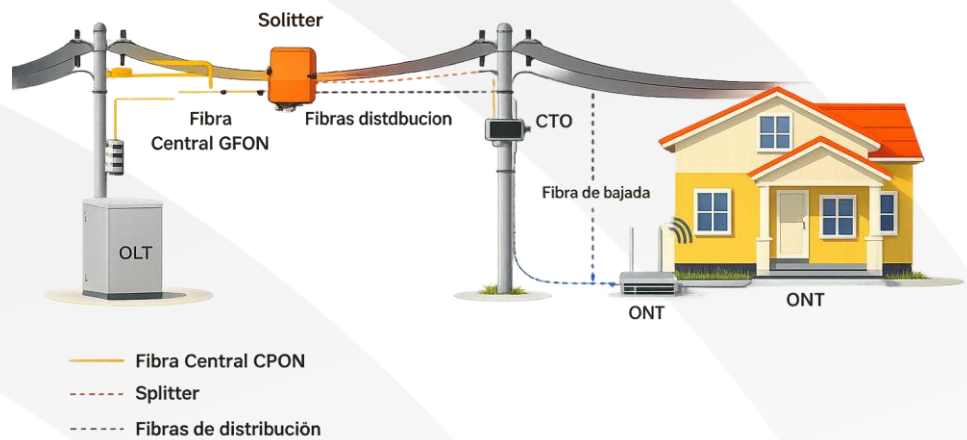 Solitter
Fibra
Central GFON
Fibras distdbucion
CTO
Fibra de bajada
OLT
ONT
ONT
Fibra Central CPON
Splitter
Fibras de distribución